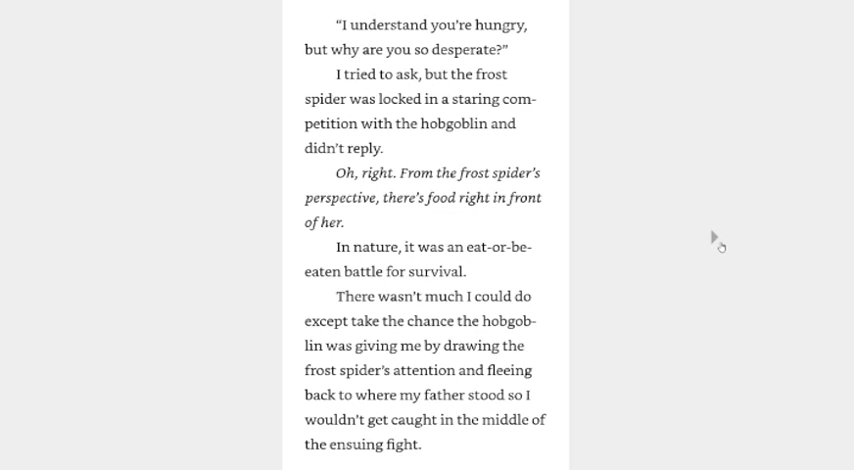 “I understand you’re hungry,
but why are you so desperate?”
I tried to ask, but the frost
spider was locked in a staring com-
petition with the hobgoblin and
didn’t reply.
Oh, right. From the frost spider’s
perspective, there’s food right in front
of her.
In nature, it was an eat-or-be-
eaten battle for survival.
There wasn’t much I could do
except take the chance the hobgob-
lin was giving me by drawing the
frost spider’s attention and fleeing
back to where my father stood so I
wouldn’t get caught in the middle of
the ensuing fight.